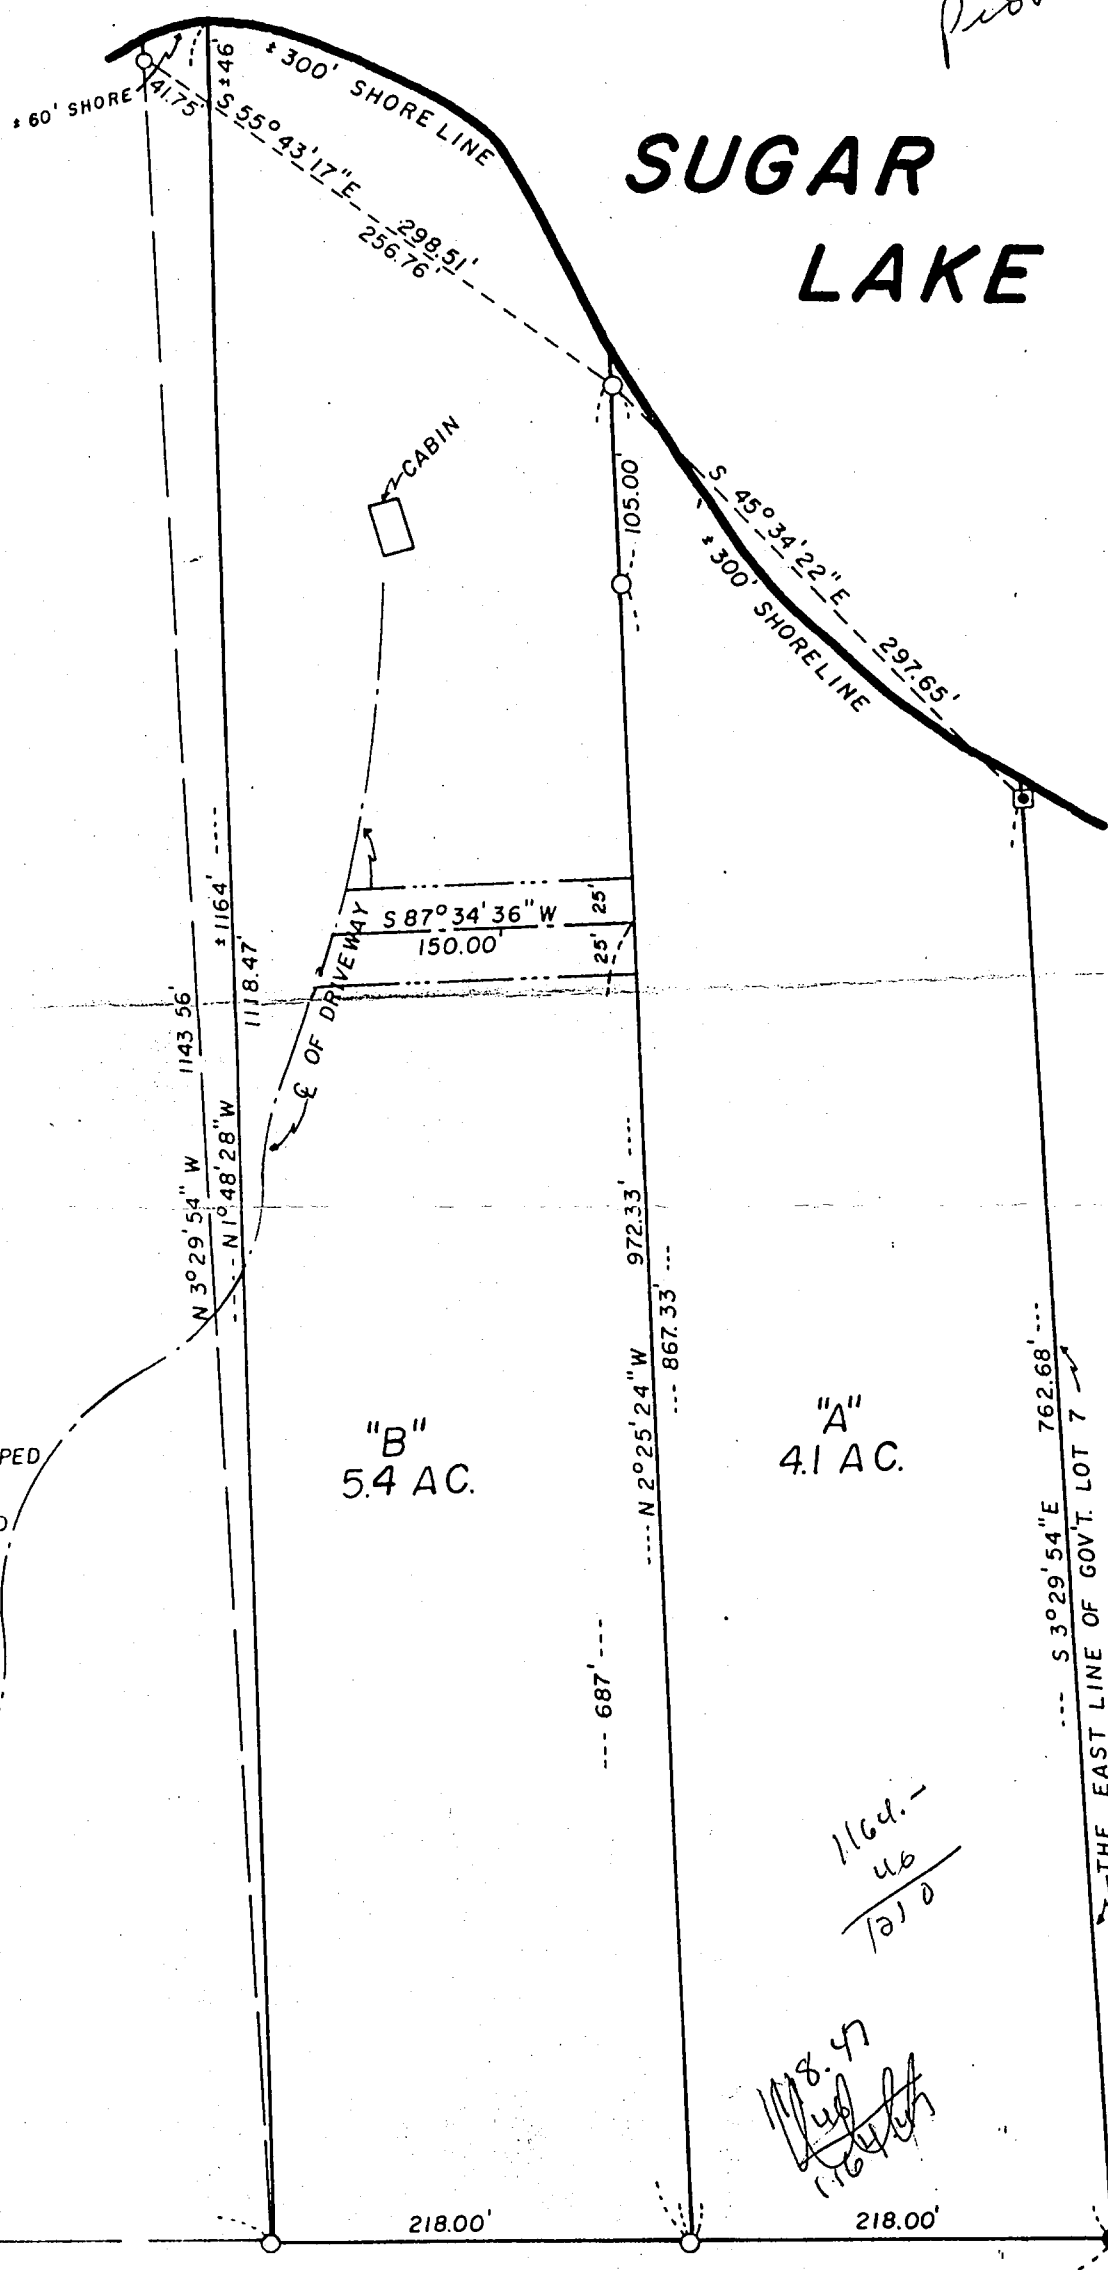 SUGAR
LAKE
± 60' SHORE
41.75'
±46'
± 300' SHORE LINE
S 55° 43' 17" E
298.51'
256.76'
CABIN
105.00'
S 45° 34' 22" E
297.65'
± 300' SHORELINE
±1164'
1118.47'
1143 56'
S 87° 34' 36" W
150.00'
25'
25'
℄ OF DRIVEWAY
N 3° 29' 54" W
N 1° 48' 28" W
972.33'
867.33'
N 2° 25' 24" W
687'
762.68'
S 3° 29' 54" E
THE EAST LINE OF GOV'T. LOT 7
"B"
5.4 AC.
"A"
4.1 AC.
PED
1164.-
46
1210
1118.47
46
218.00'
218.00'